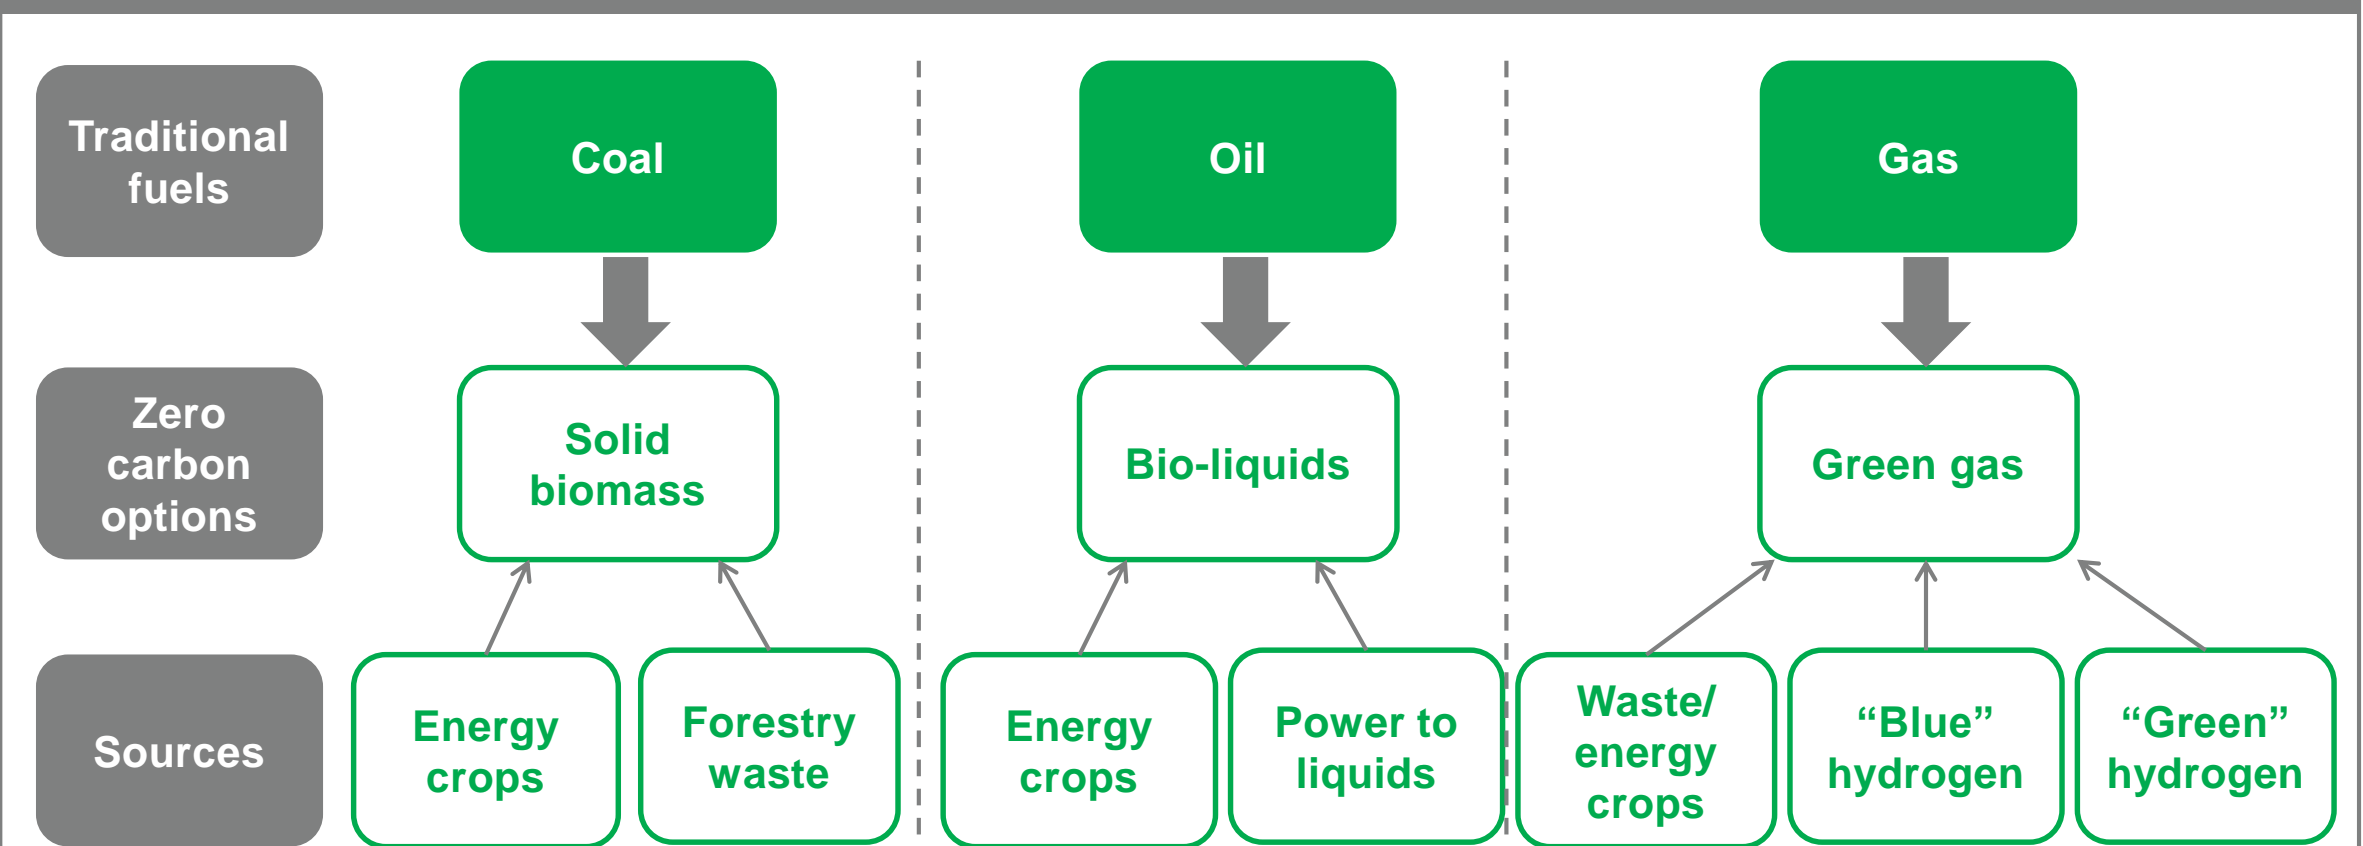 Traditional
fuels
Coal
Oil
Gas
Zero
carbon
options
Solid
biomass
Bio-liquids
Green gas
Sources
Energy
crops
Forestry
waste
Energy
crops
Power to
liquids
Waste/
energy
crops
“Blue”
hydrogen
“Green”
hydrogen